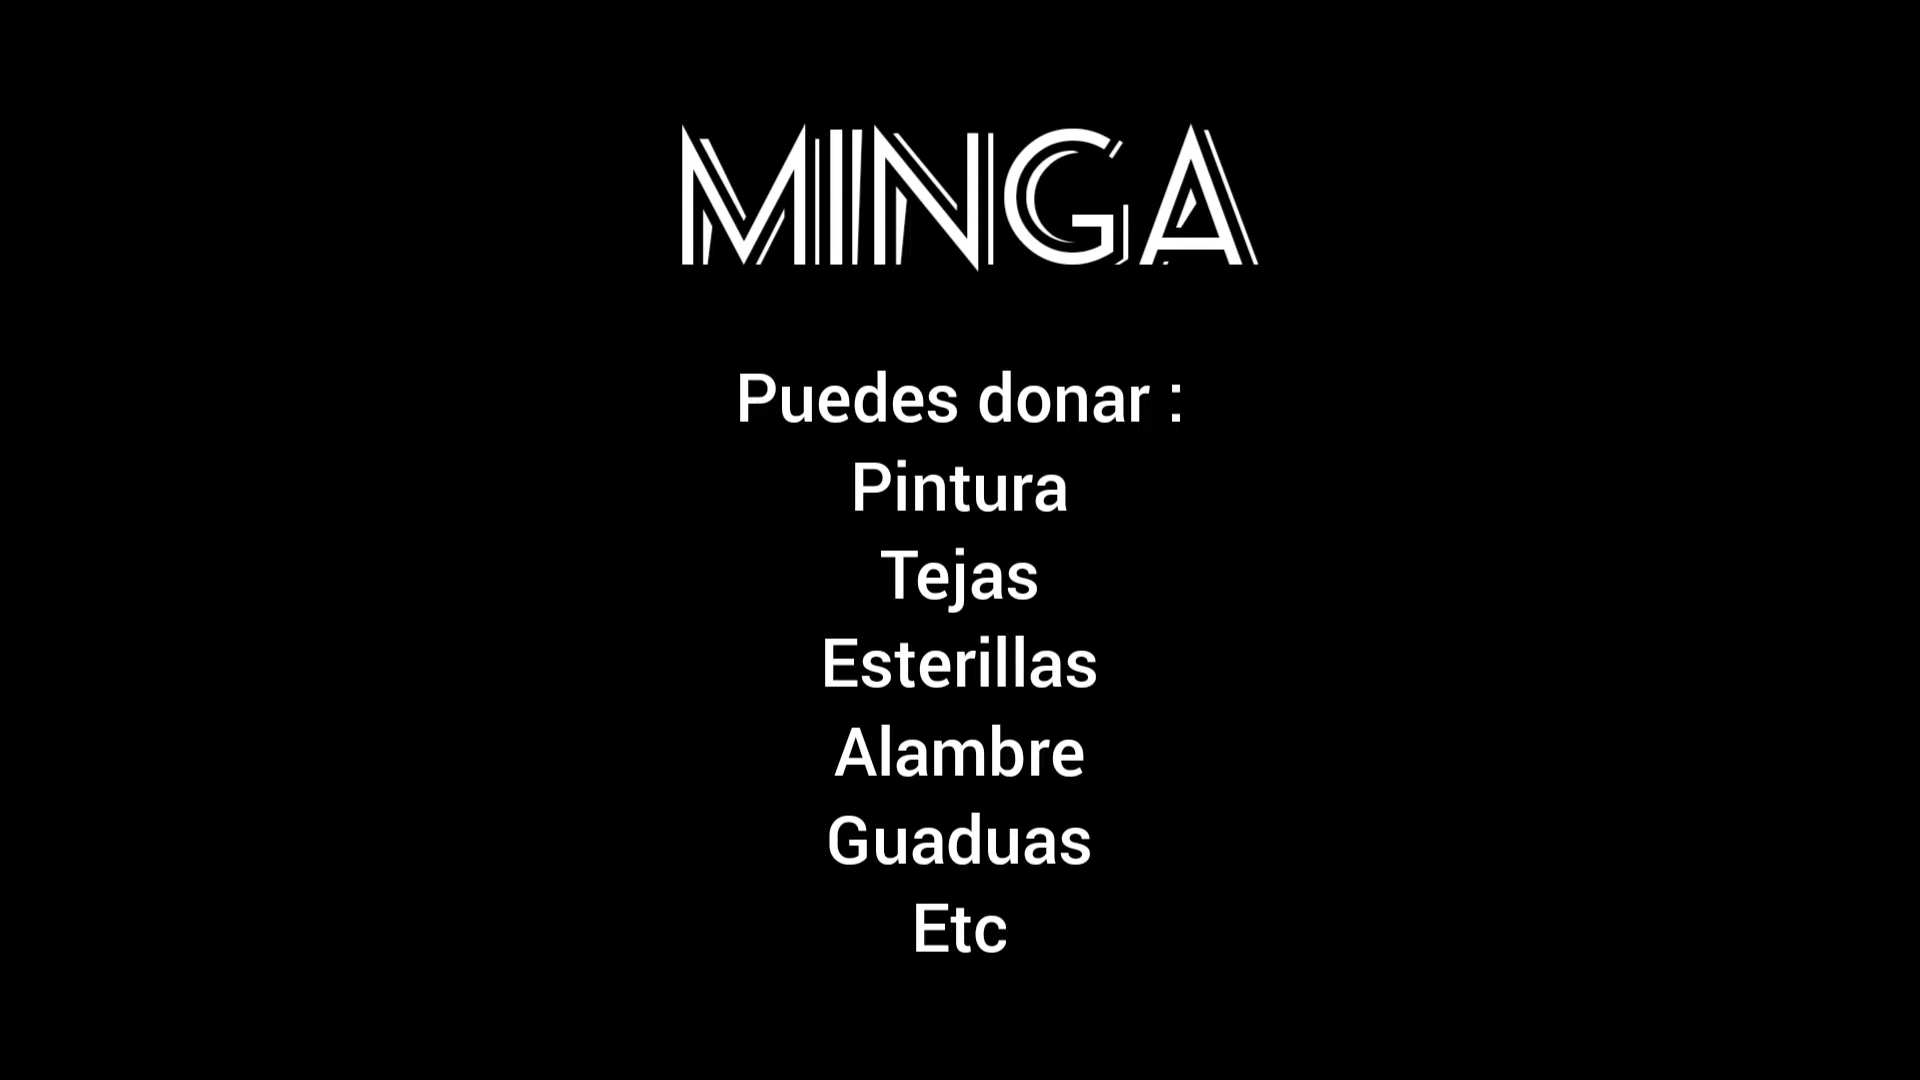 MINGA
Puedes donar :
Pintura
Tejas
Esterillas
Alambre
Guaduas
Etc